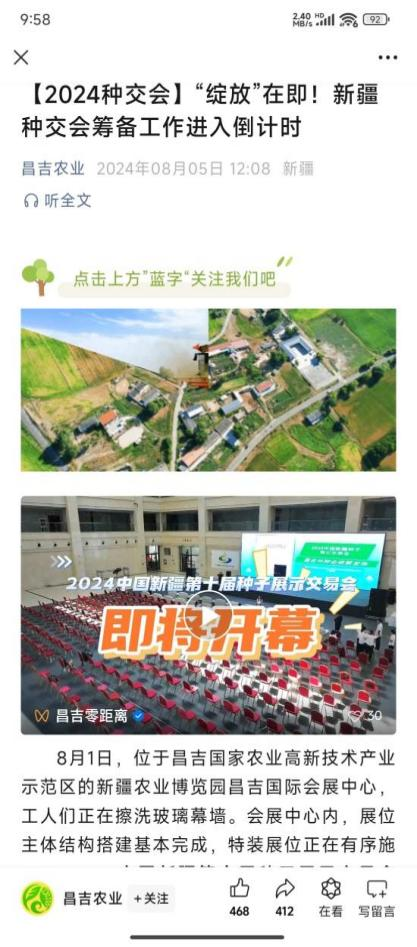 9:58
2.40 MB/s HD 92
【2024种交会】“绽放”在即！新疆
种交会筹备工作进入倒计时
昌吉农业 2024年08月05日 12:08 新疆
听全文
点击上方”蓝字“关注我们吧
2024中国新疆第十届种子展示交易会
即将开幕
昌吉零距离
30
8月1日，位于昌吉国家农业高新技术产业
示范区的新疆农业博览园昌吉国际会展中心，
工人们正在擦洗玻璃幕墙。会展中心内，展位
主体结构搭建基本完成，特装展位正在有序施
昌吉农业 +关注
468 412 在看 写留言